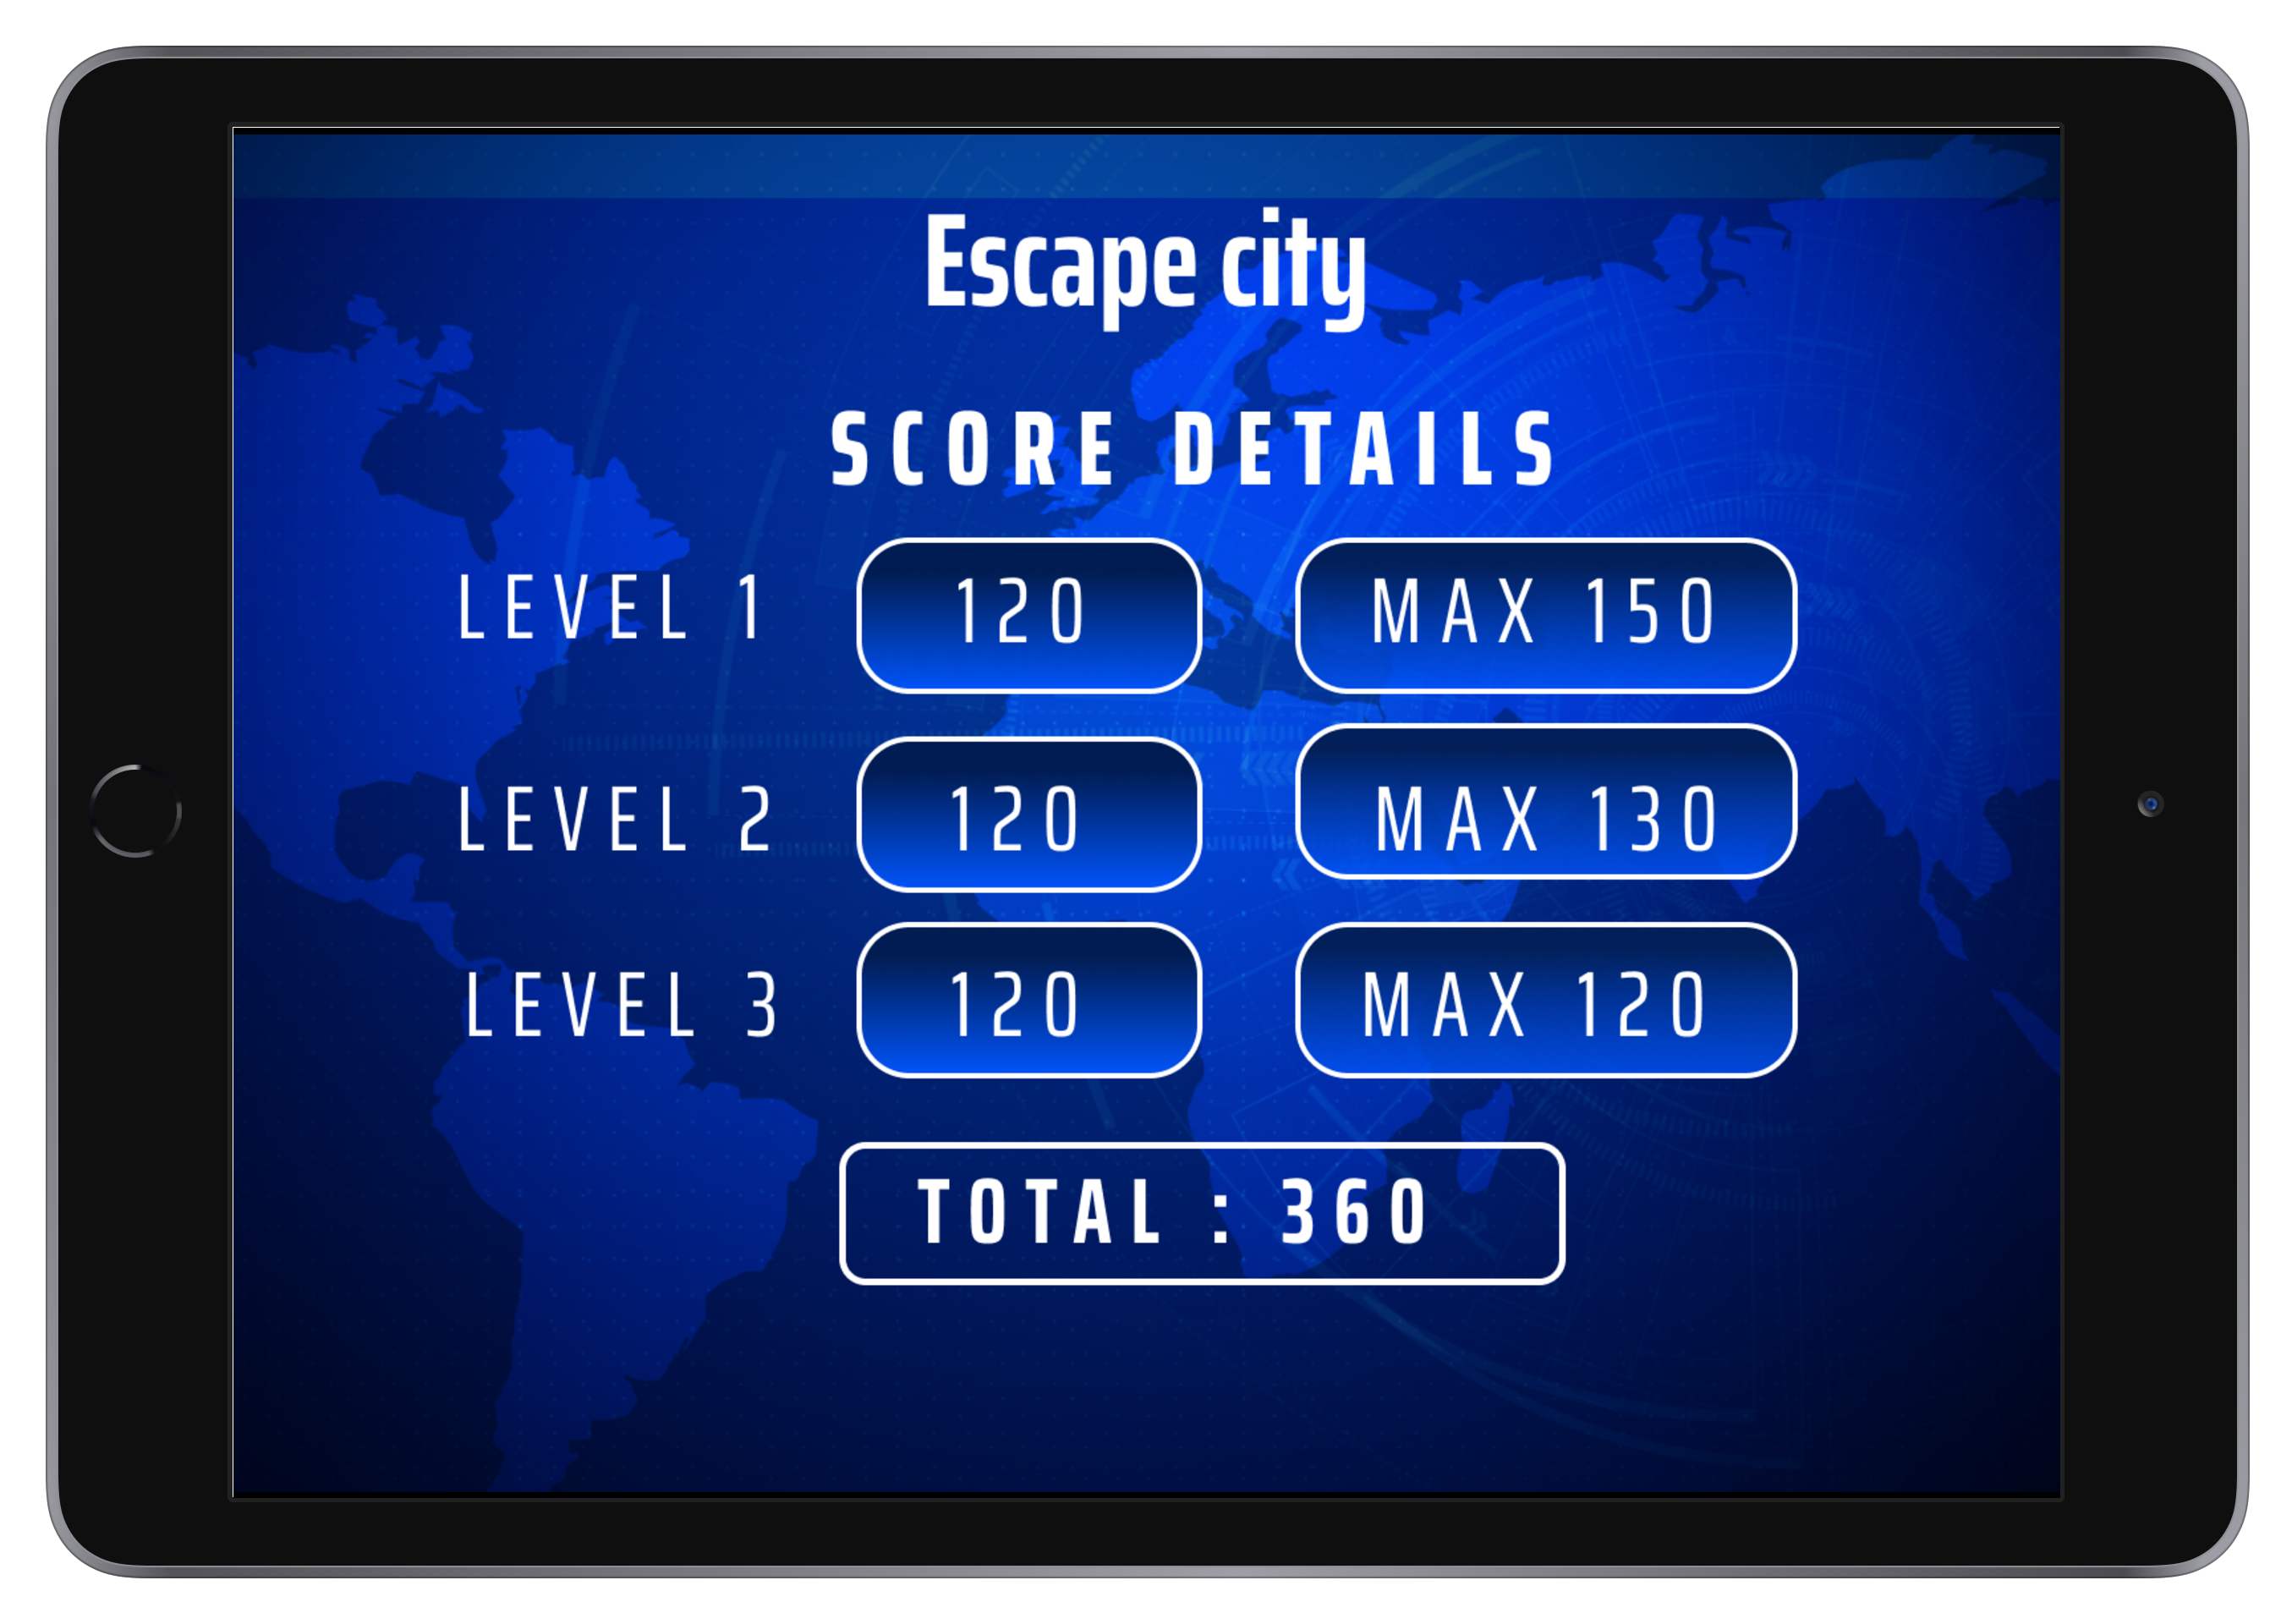 Escape city
SCORE DETAILS
LEVEL 1 120 MAX 150
LEVEL 2 120 MAX 130
LEVEL 3 120 MAX 120
TOTAL : 360